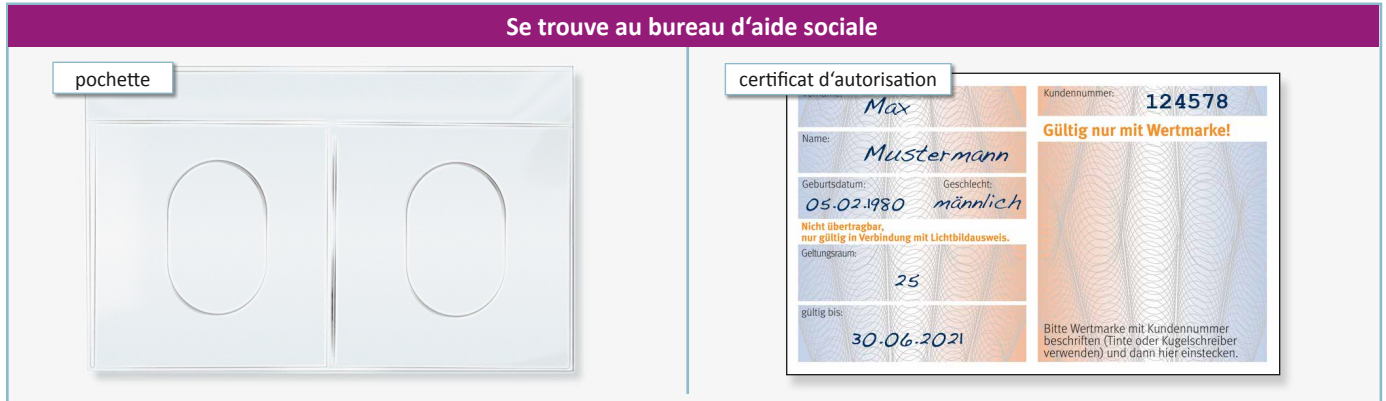 Se trouve au bureau d‘aide sociale
pochette
certificat d‘autorisation
Max
Name:
Mustermann
Geburtsdatum: Geschlecht:
05.02.1980 männlich
Nicht übertragbar,
nur gültig in Verbindung mit Lichtbildausweis.
Geltungsraum:
25
gültig bis:
30.06.2021
Kundennummer: 124578
Gültig nur mit Wertmarke!
Bitte Wertmarke mit Kundennummer
beschriften (Tinte oder Kugelschreiber
verwenden) und dann hier einstecken.